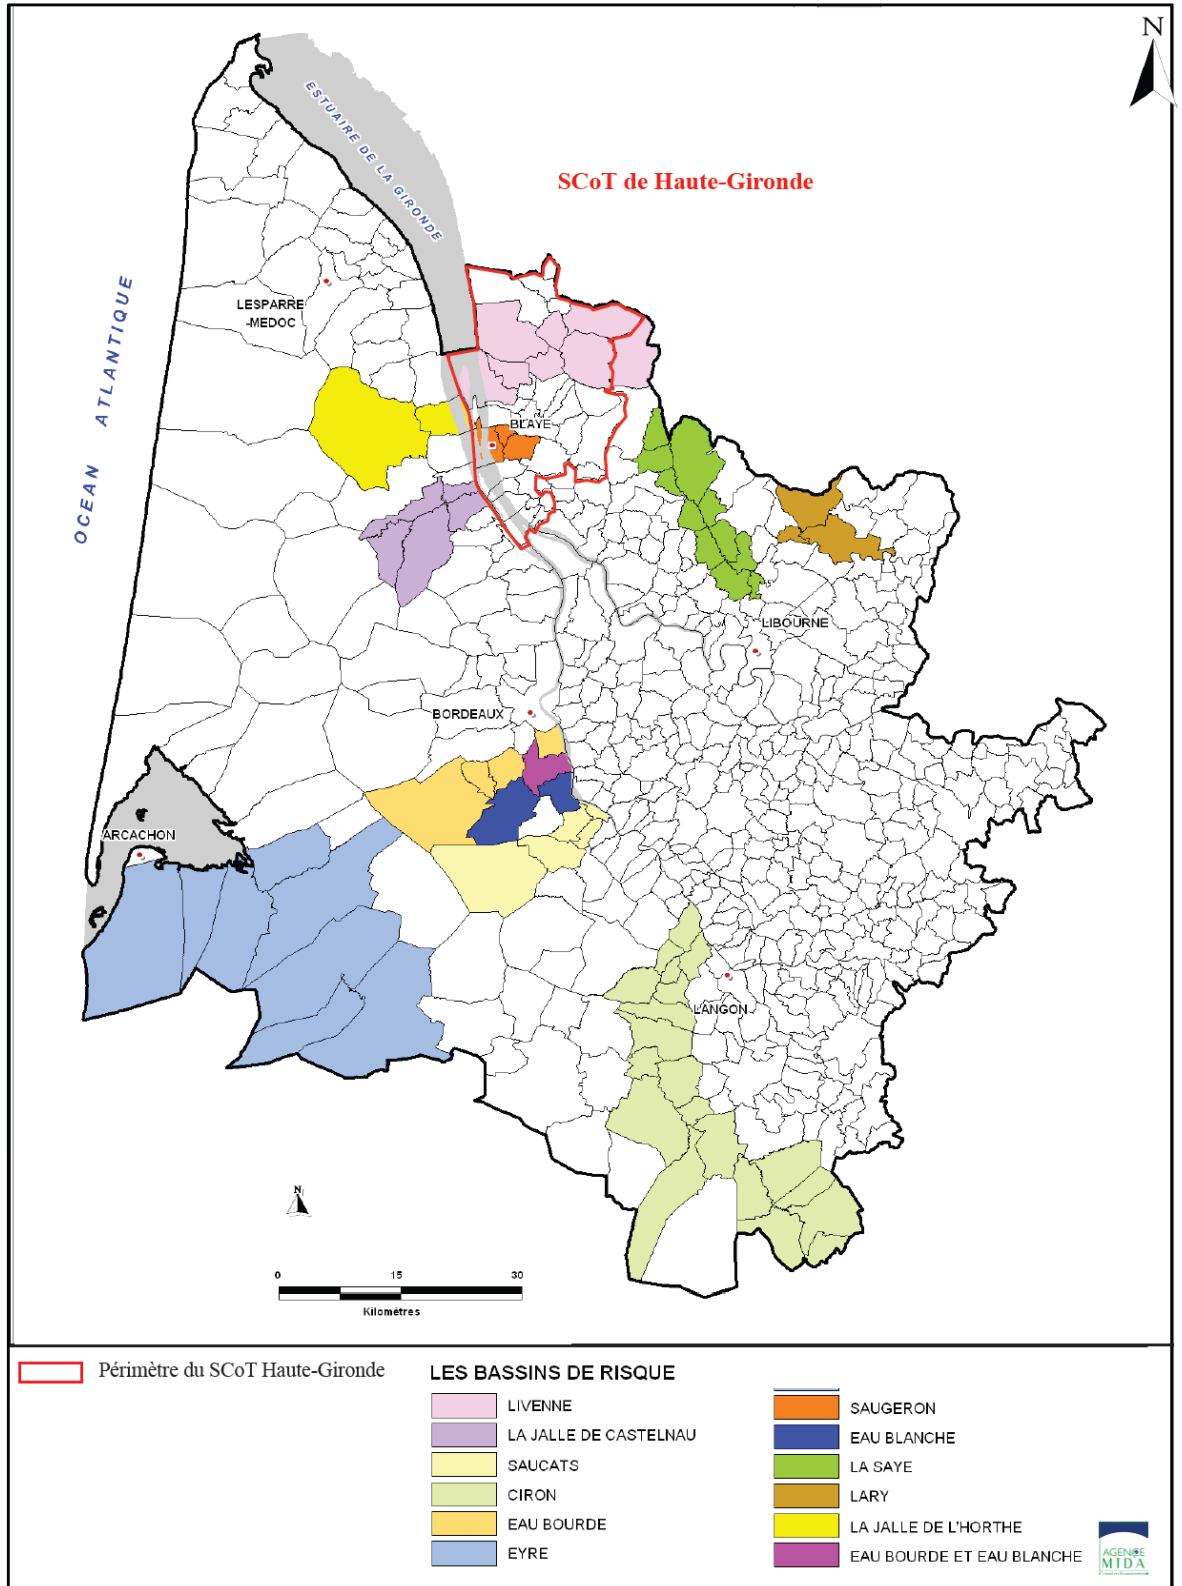 N
ESTUAIRE DE LA GIRONDE
SCoT de Haute-Gironde
OCEAN ATLANTIQUE
LESPARRE
-MEDOC
BLAYE
LIBOURNE
BORDEAUX
ARCACHON
LANGON
N
0 15 30
Kilomètres
Périmètre du SCoT Haute-Gironde
LES BASSINS DE RISQUE
LIVENNE
LA JALLE DE CASTELNAU
SAUCATS
CIRON
EAU BOURDE
EYRE
SAUGERON
EAU BLANCHE
LA SAYE
LARY
LA JALLE DE L'HORTHE
EAU BOURDE ET EAU BLANCHE
AGENCE
MTDA